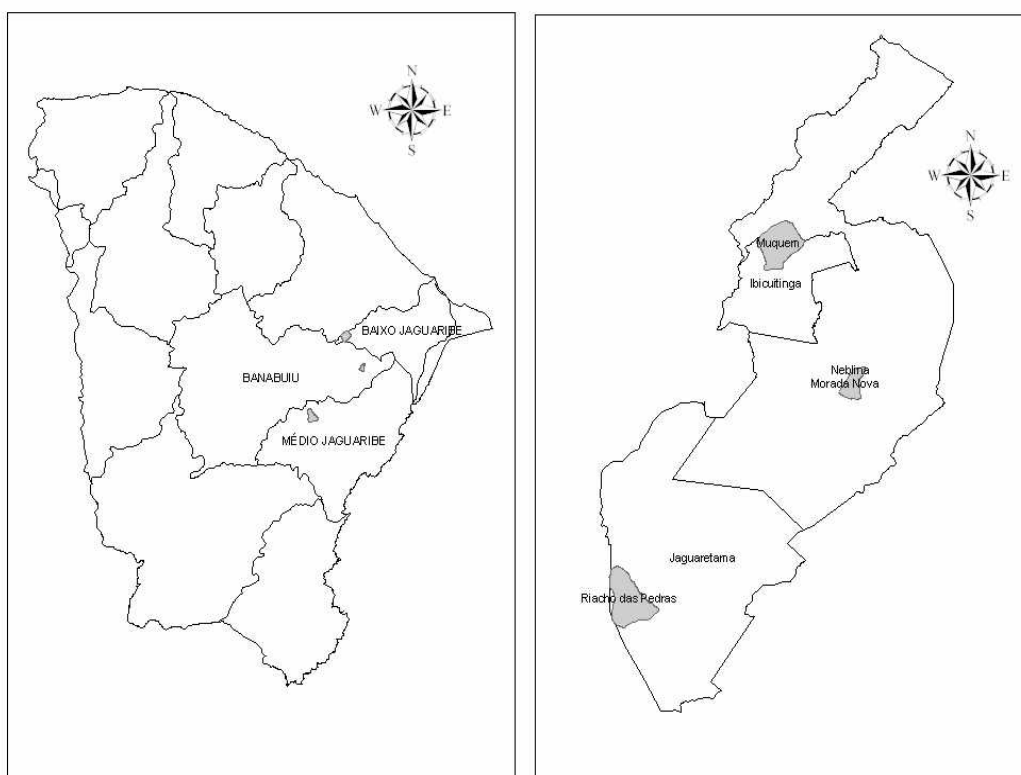 N
W E
S
BAIXO JAGUARIBE
BANABUIU
MÉDIO JAGUARIBE
N
W E
S
Muquem
Ibicuitinga
Neblina
Morada Nova
Jaguaretama
Riacho das Pedras